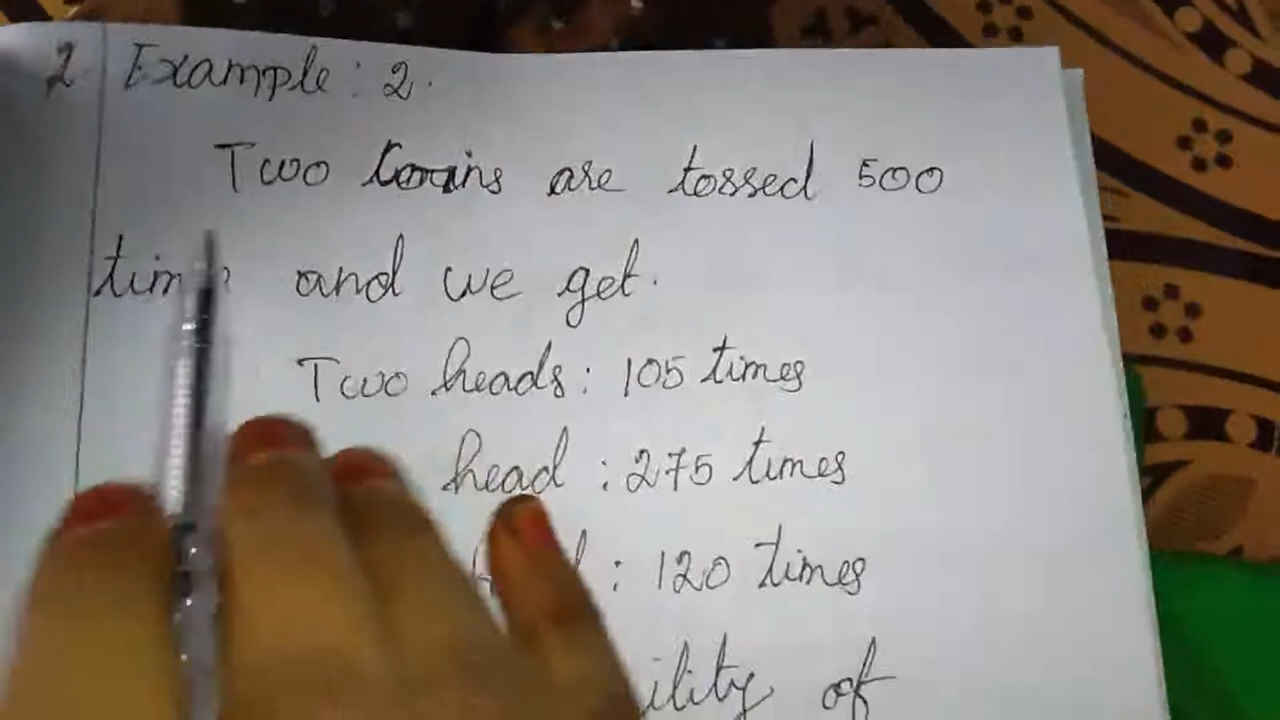 2 Example : 2.
Two coins are tossed 500
and we get.
Two heads : 105 times
head : 275 times
: 120 times
of